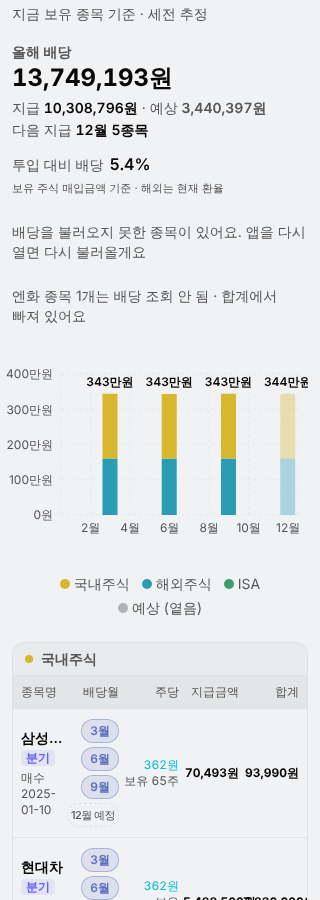 지금 보유 종목 기준 · 세전 추정
올해 배당
13,749,193원
지급 10,308,796원 · 예상 3,440,397원
다음 지급 12월 5종목
투입 대비 배당 5.4%
보유 주식 매입금액 기준 · 해외는 현재 환율
배당을 불러오지 못한 종목이 있어요. 앱을 다시
열면 다시 불러올게요
엔화 종목 1개는 배당 조회 안 됨 · 합계에서
빠져 있어요
400만원
343만원 343만원 343만원 344만원
300만원
200만원
100만원
0원
2월 4월 6월 8월 10월 12월
국내주식 해외주식 ISA
예상 (옅음)
국내주식
종목명 배당월 주당 지급금액 합계
삼성...
분기
매수
2025-
01-10
3월
6월
9월
12월 예정
362원
보유 65주
70,493원 93,990원
현대차
분기
3월
6월
362원